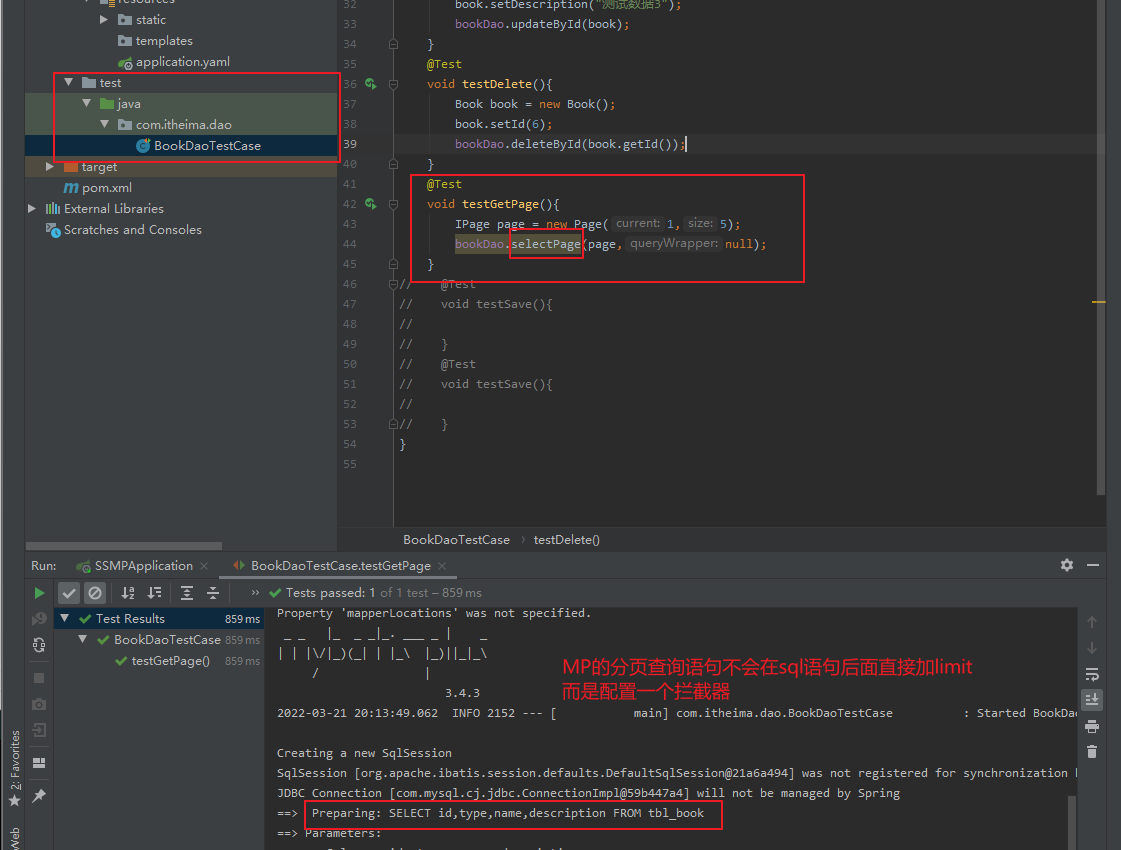 resources
static
templates
application.yaml
test
java
com.itheima.dao
BookDaoTestCase
target
pom.xml
External Libraries
Scratches and Consoles
32 book.setDescription("测试数据3");
33 bookDao.updateById(book);
34 }
35 @Test
36 void testDelete(){
37 Book book = new Book();
38 book.setId(6);
39 bookDao.deleteById(book.getId());
40 }
41 @Test
42 void testGetPage(){
43 IPage page = new Page( current: 1, size: 5);
44 bookDao.selectPage(page, queryWrapper: null);
45 }
46 // @Test
47 // void testSave(){
48 //
49 // }
50 // @Test
51 // void testSave(){
52 //
53 // }
54 }
55
BookDaoTestCase › testDelete()
Run: SSMPApplication × BookDaoTestCase.testGetPage ×
Tests passed: 1 of 1 test – 859 ms
Test Results 859 ms
BookDaoTestCase 859 ms
testGetPage() 859 ms
Property 'mapperLocations' was not specified.
_ _ |_ _ _|_. ___ _ | _
| | |\/|_)(_| | |_\ |_)||_|_\
/ |
3.4.3
MP的分页查询语句不会在sql语句后面直接加limit
而是配置一个拦截器
2022-03-21 20:13:49.062 INFO 2152 --- [ main] com.itheima.dao.BookDaoTestCase : Started BookDa
Creating a new SqlSession
SqlSession [org.apache.ibatis.session.defaults.DefaultSqlSession@21a6a494] was not registered for synchronization
JDBC Connection [com.mysql.cj.jdbc.ConnectionImpl@59b447a4] will not be managed by Spring
==> Preparing: SELECT id,type,name,description FROM tbl_book
==> Parameters:
2: Favorites
Web